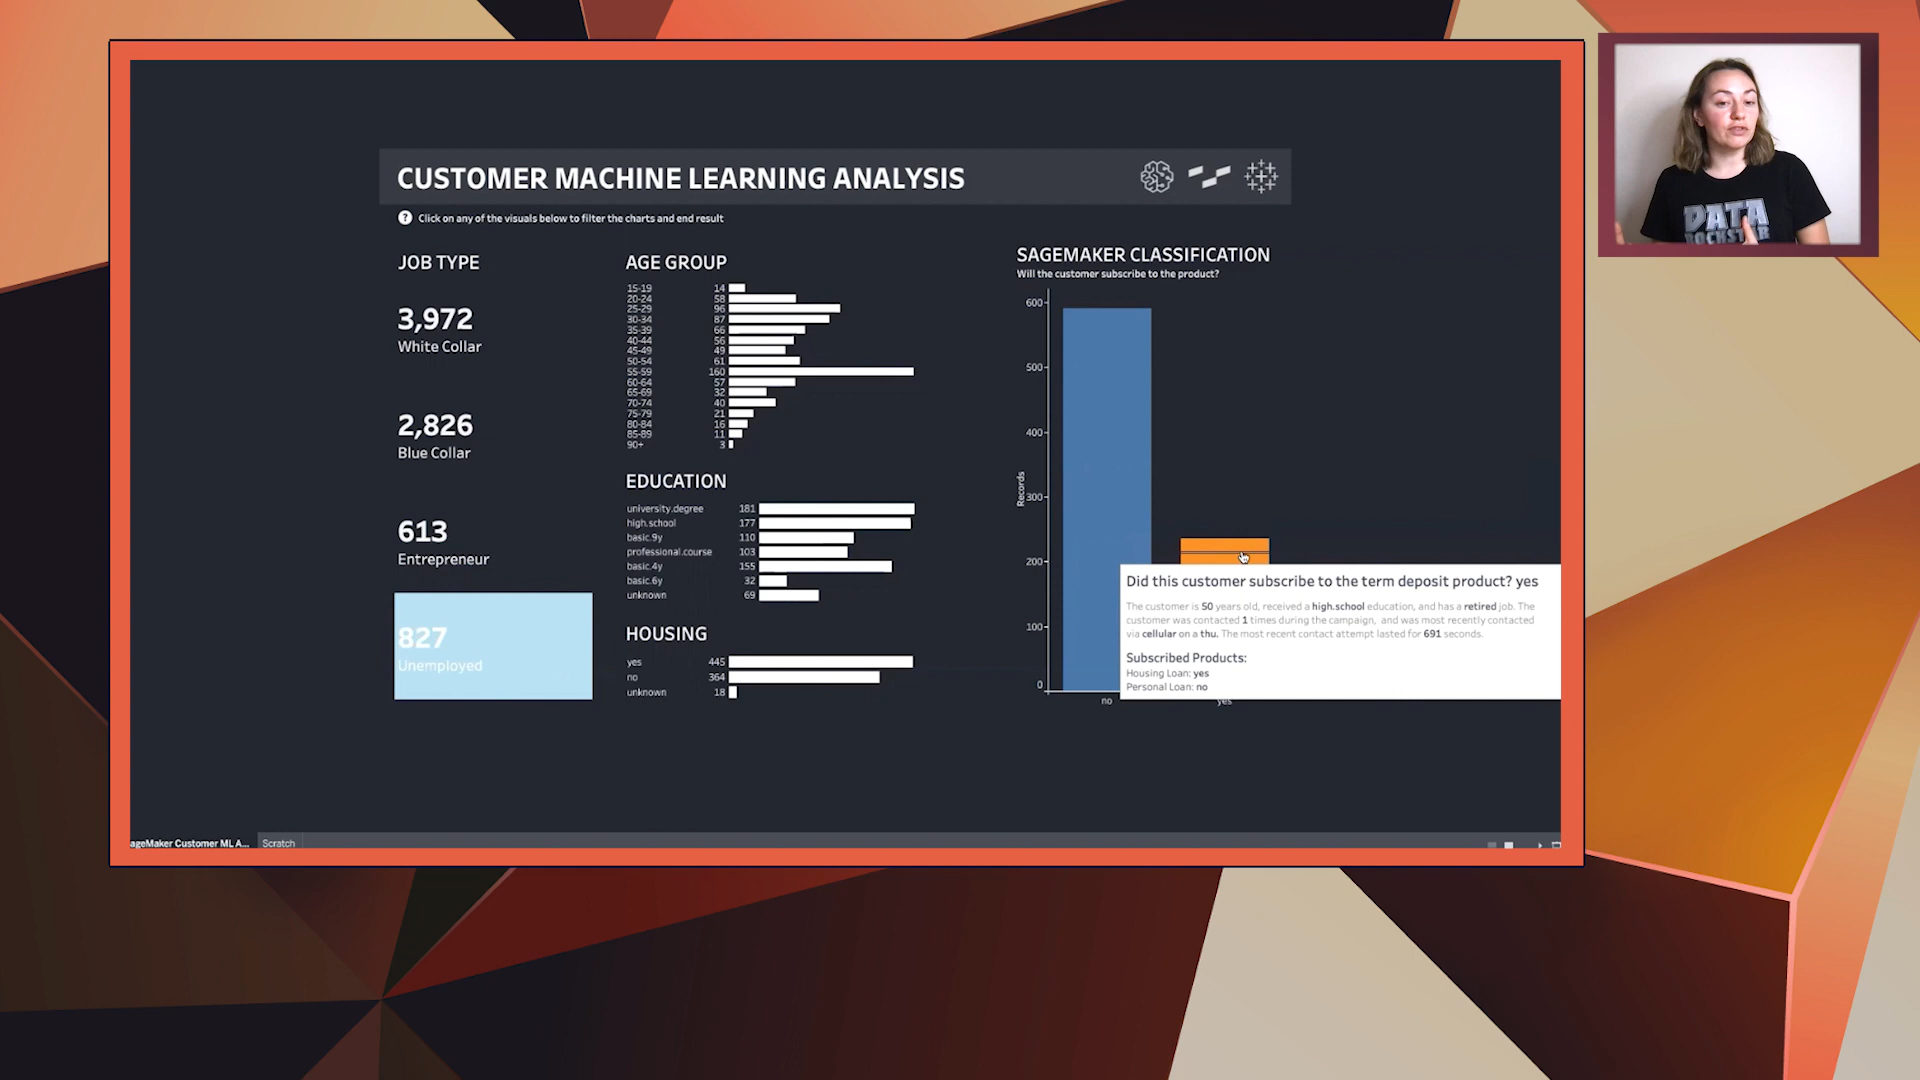 CUSTOMER MACHINE LEARNING ANALYSIS
? Click on any of the visuals below to filter the charts and end result
JOB TYPE
3,972
White Collar
2,826
Blue Collar
613
Entrepreneur
827
Unemployed
AGE GROUP
15-19 14
20-24 58
25-29 96
30-34 87
35-39 66
40-44 56
45-49 49
50-54 61
55-59 160
60-64 57
65-69 32
70-74 40
75-79 21
80-84 16
85-89 11
90+ 3
EDUCATION
university.degree 181
high.school 177
basic.9y 110
professional.course 103
basic.4y 155
basic.6y 32
unknown 69
HOUSING
yes 445
no 364
unknown 18
SAGEMAKER CLASSIFICATION
Will the customer subscribe to the product?
600
500
400
300
200
100
0
Records
no
yes
Did this customer subscribe to the term deposit product? yes
The customer is 50 years old, received a high.school education, and has a retired job. The
customer was contacted 1 times during the campaign, and was most recently contacted
via cellular on a thu. The most recent contact attempt lasted for 691 seconds.
Subscribed Products:
Housing Loan: yes
Personal Loan: no
ageMaker Customer ML A...
Scratch
DATA
ROCKSTAR